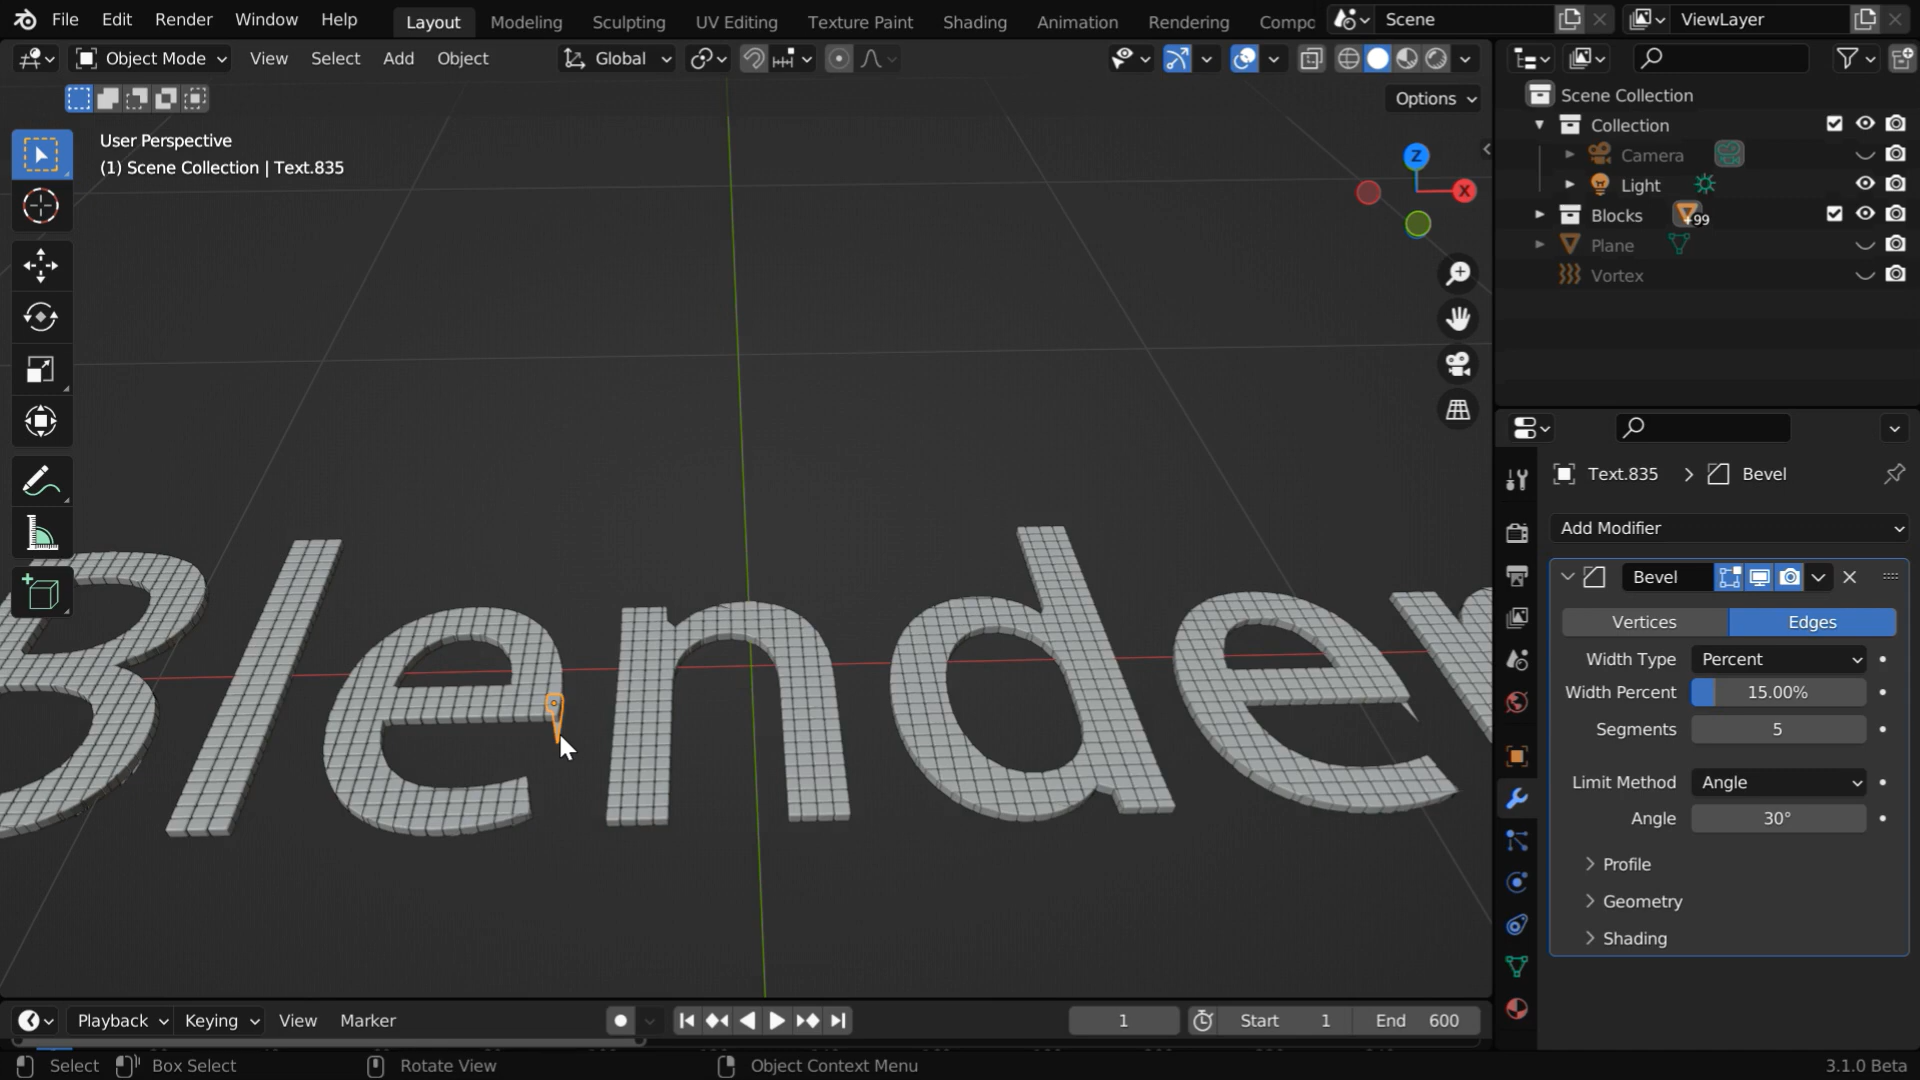 File Edit Render Window Help Layout Modeling Sculpting UV Editing Texture Paint Shading Animation Rendering Compo Scene ViewLayer
Object Mode View Select Add Object Global
Options
User Perspective
(1) Scene Collection | Text.835
Z
X
Scene Collection
Collection
Camera
Light
Blocks +99
Plane
Vortex
Text.835 > Bevel
Add Modifier
Bevel
Vertices Edges
Width Type Percent
Width Percent 15.00%
Segments 5
Limit Method Angle
Angle 30°
Profile
Geometry
Shading
Blender
Playback Keying View Marker 1 Start 1 End 600
Select Box Select Rotate View Object Context Menu 3.1.0 Beta